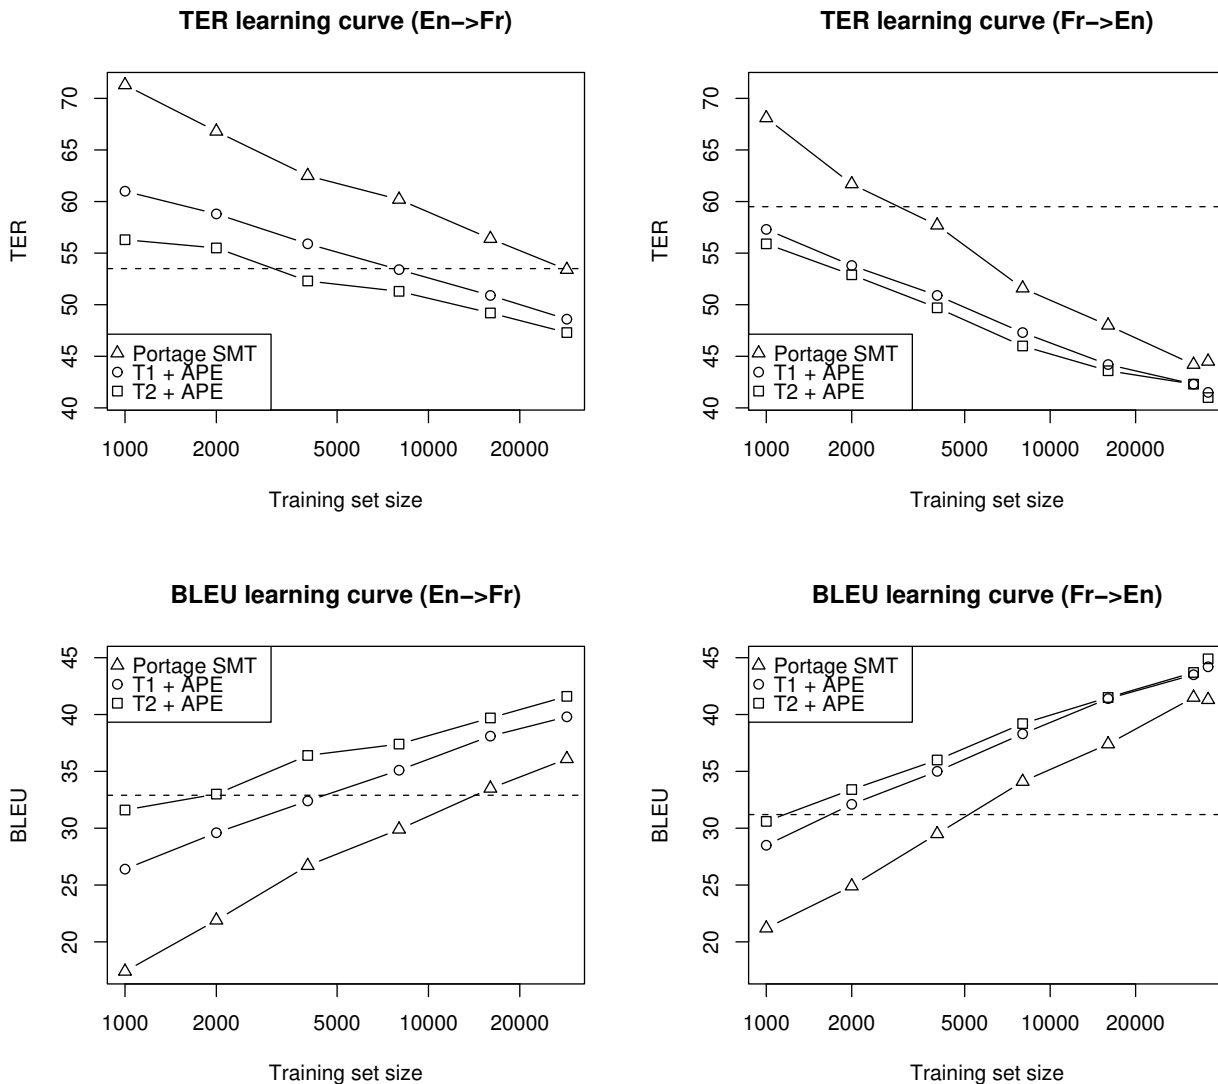 TER learning curve (En->Fr)
TER
70
65
60
55
50
45
40
Portage SMT
T1 + APE
T2 + APE
1000 2000 5000 10000 20000
Training set size
TER learning curve (Fr->En)
TER
70
65
60
55
50
45
40
Portage SMT
T1 + APE
T2 + APE
1000 2000 5000 10000 20000
Training set size
BLEU learning curve (En->Fr)
BLEU
45
40
35
30
25
20
Portage SMT
T1 + APE
T2 + APE
1000 2000 5000 10000 20000
Training set size
BLEU learning curve (Fr->En)
BLEU
45
40
35
30
25
20
Portage SMT
T1 + APE
T2 + APE
1000 2000 5000 10000 20000
Training set size